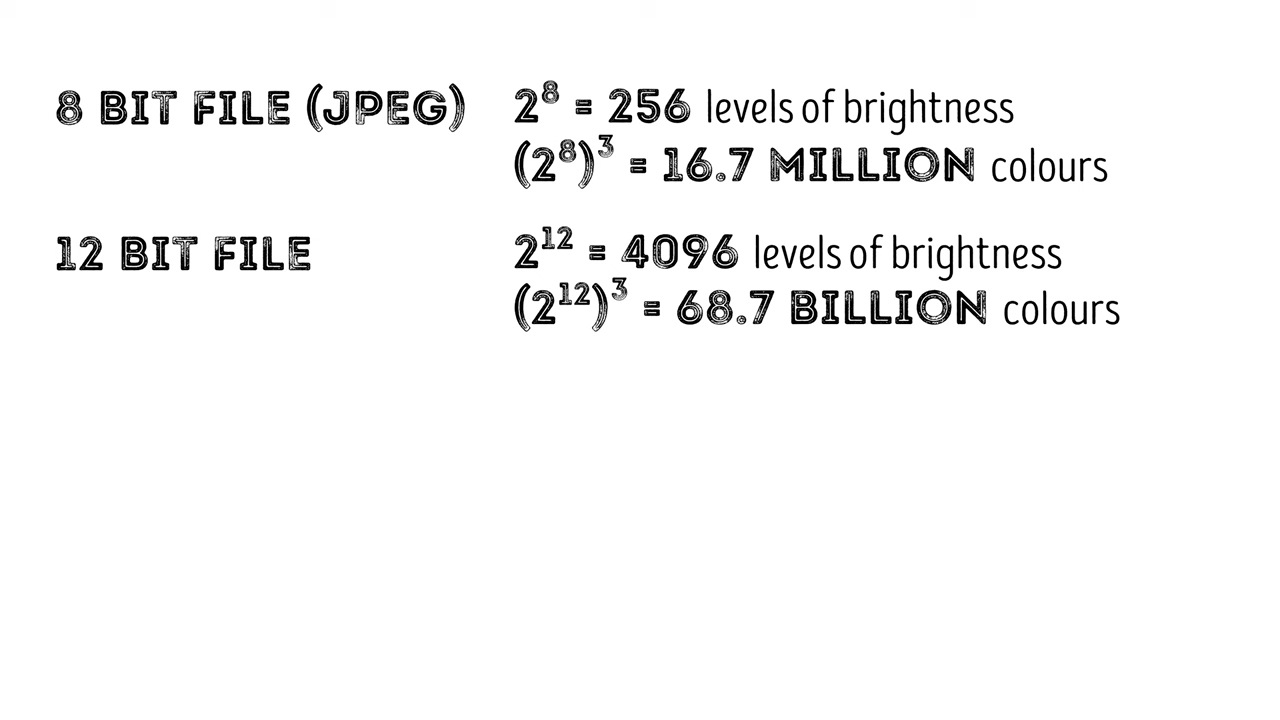 8 BIT FILE (JPEG) 2⁸ = 256 levels of brightness
(2⁸)³ = 16.7 MILLION colours
12 BIT FILE 2¹² = 4096 levels of brightness
(2¹²)³ = 68.7 BILLION colours